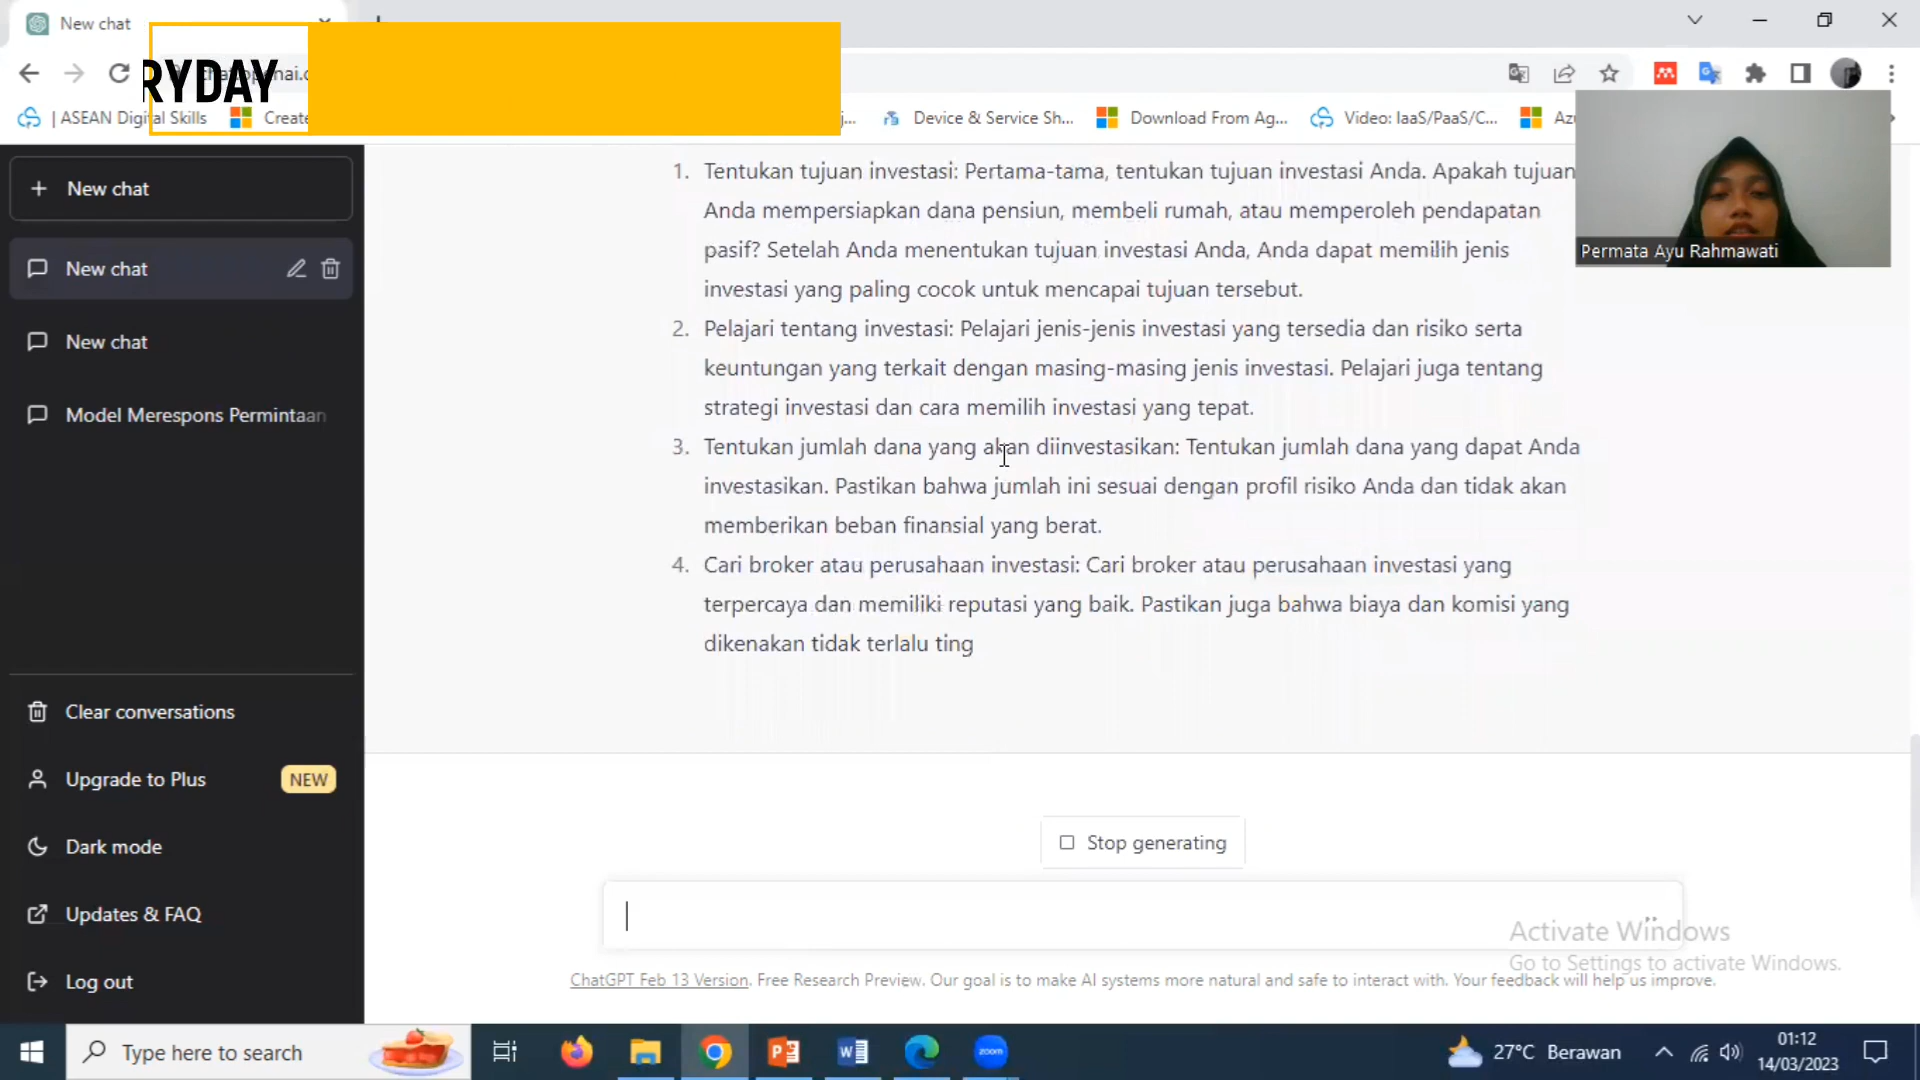 New chat
RYDAY
| ASEAN Digital Skills
Create
Device & Service Sh...
Download From Ag...
Video: IaaS/PaaS/C...
New chat
New chat
New chat
Model Merespons Permintaan
Clear conversations
Upgrade to Plus
NEW
Dark mode
Updates & FAQ
Log out
1. Tentukan tujuan investasi: Pertama-tama, tentukan tujuan investasi Anda. Apakah tujuan
Anda mempersiapkan dana pensiun, membeli rumah, atau memperoleh pendapatan
pasif? Setelah Anda menentukan tujuan investasi Anda, Anda dapat memilih jenis
investasi yang paling cocok untuk mencapai tujuan tersebut.
2. Pelajari tentang investasi: Pelajari jenis-jenis investasi yang tersedia dan risiko serta
keuntungan yang terkait dengan masing-masing jenis investasi. Pelajari juga tentang
strategi investasi dan cara memilih investasi yang tepat.
3. Tentukan jumlah dana yang akan diinvestasikan: Tentukan jumlah dana yang dapat Anda
investasikan. Pastikan bahwa jumlah ini sesuai dengan profil risiko Anda dan tidak akan
memberikan beban finansial yang berat.
4. Cari broker atau perusahaan investasi: Cari broker atau perusahaan investasi yang
terpercaya dan memiliki reputasi yang baik. Pastikan juga bahwa biaya dan komisi yang
dikenakan tidak terlalu ting
Permata Ayu Rahmawati
Stop generating
Activate Windows
Go to Settings to activate Windows.
ChatGPT Feb 13 Version. Free Research Preview. Our goal is to make AI systems more natural and safe to interact with. Your feedback will help us improve.
Type here to search
zoom
27°C Berawan
01:12
14/03/2023